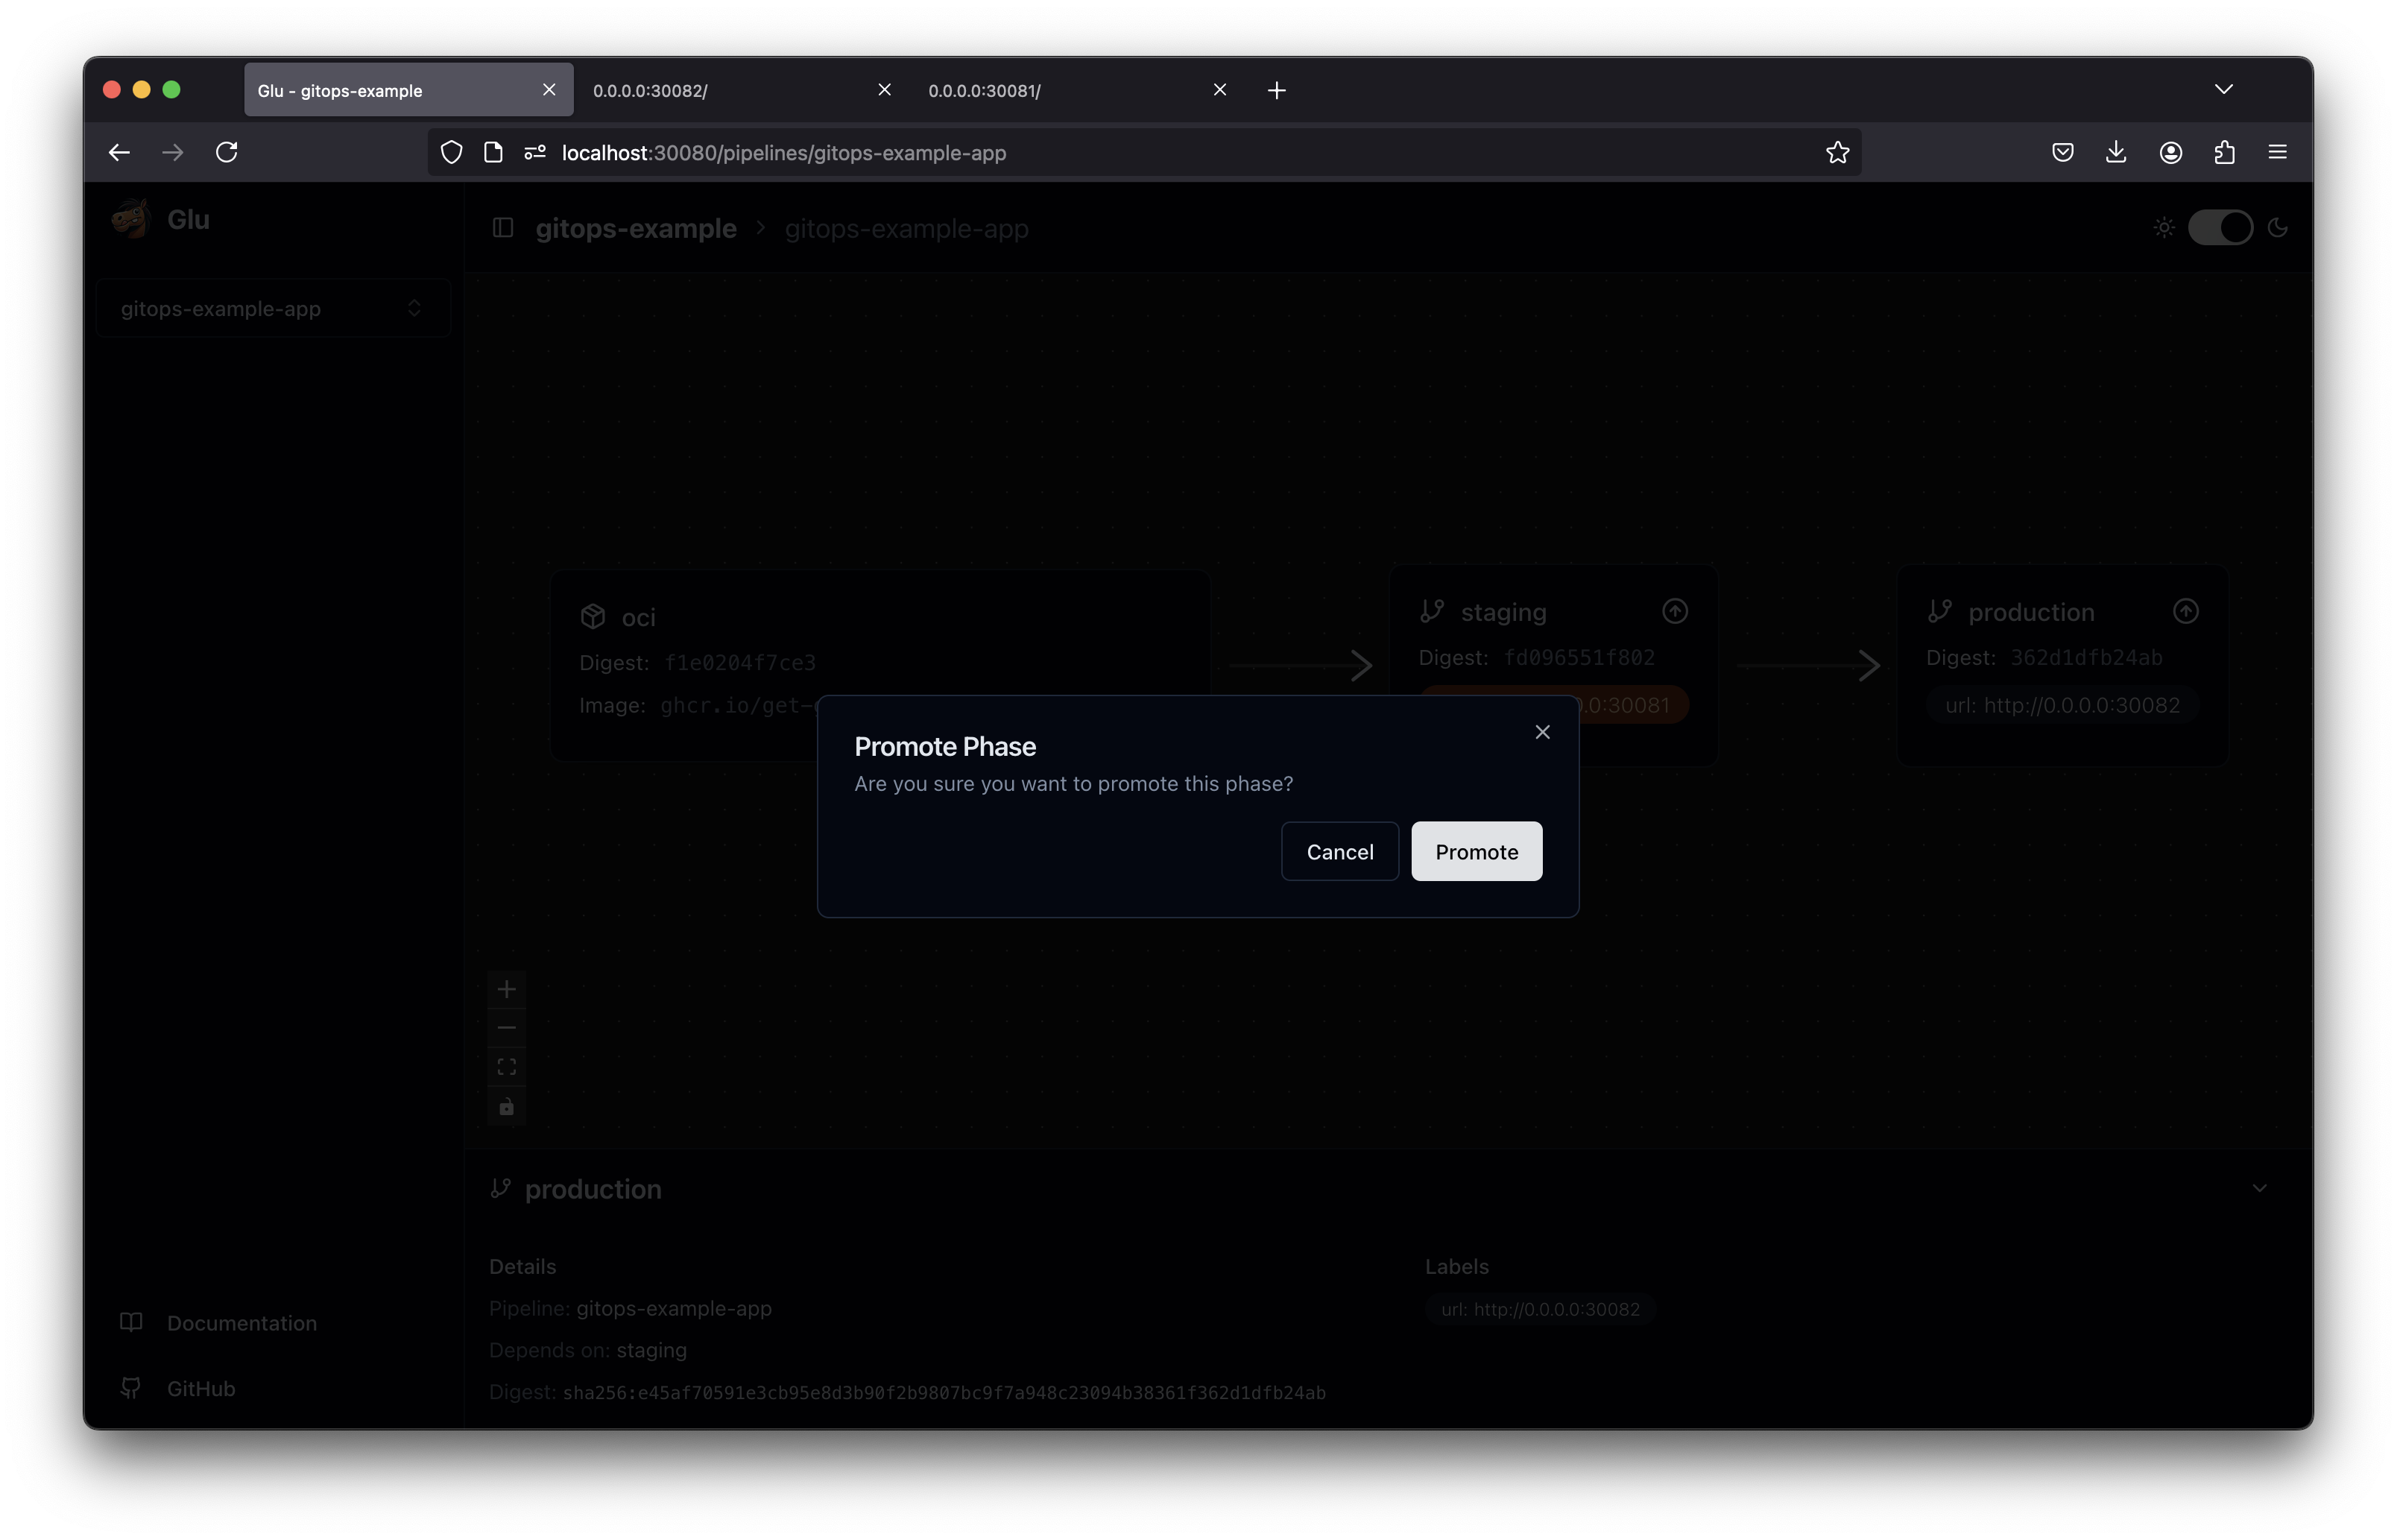 Glu - gitops-example
0.0.0.0:30082/
0.0.0.0:30081/
localhost:30080/pipelines/gitops-example-app
Glu
gitops-example > gitops-example-app
gitops-example-app
oci
Digest: f1e0204f7ce3
Image: ghcr.io/get-
staging
Digest: fd096551f802
.0:30081
production
Digest: 362d1dfb24ab
url: http://0.0.0.0:30082
Promote Phase
Are you sure you want to promote this phase?
Cancel
Promote
production
Details
Pipeline: gitops-example-app
Depends on: staging
Digest: sha256:e45af70591e3cb95e8d3b90f2b9807bc9f7a948c23094b38361f362d1dfb24ab
Labels
url: http://0.0.0.0:30082
Documentation
GitHub